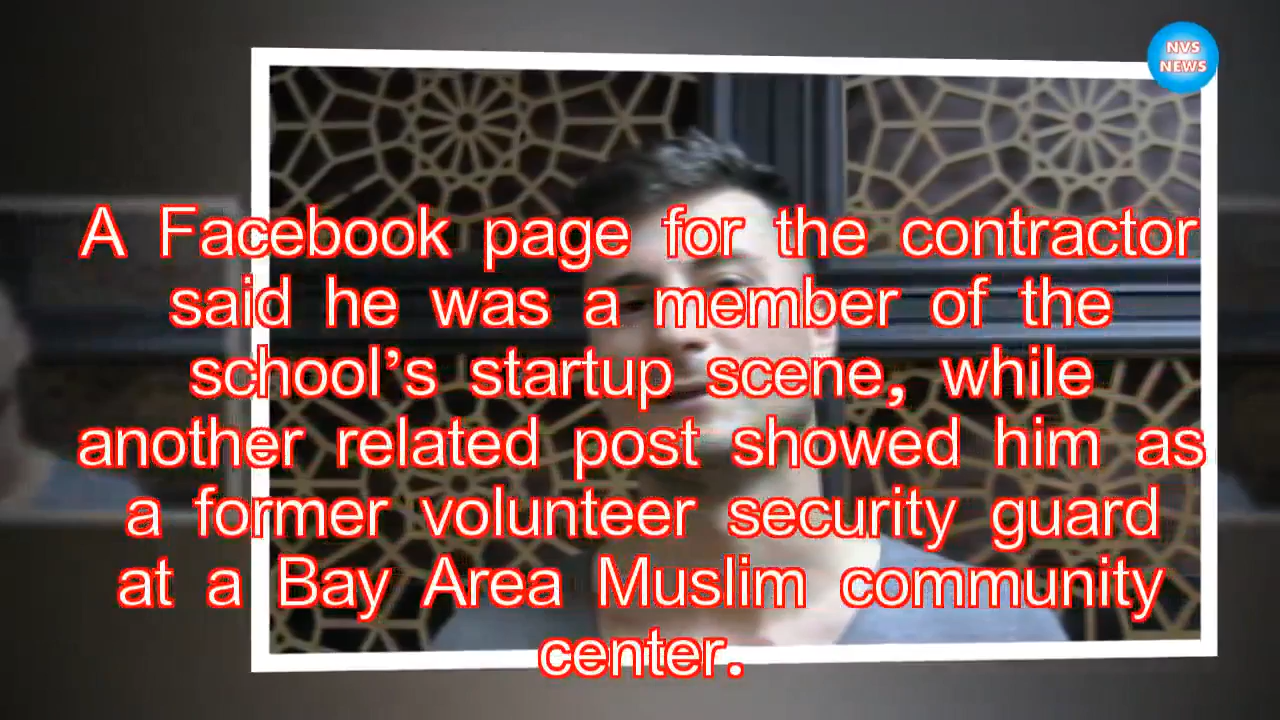 NVS
NEWS
A Facebook page for the contractor
said he was a member of the
school's startup scene, while
another related post showed him as
a former volunteer security guard
at a Bay Area Muslim community
center.